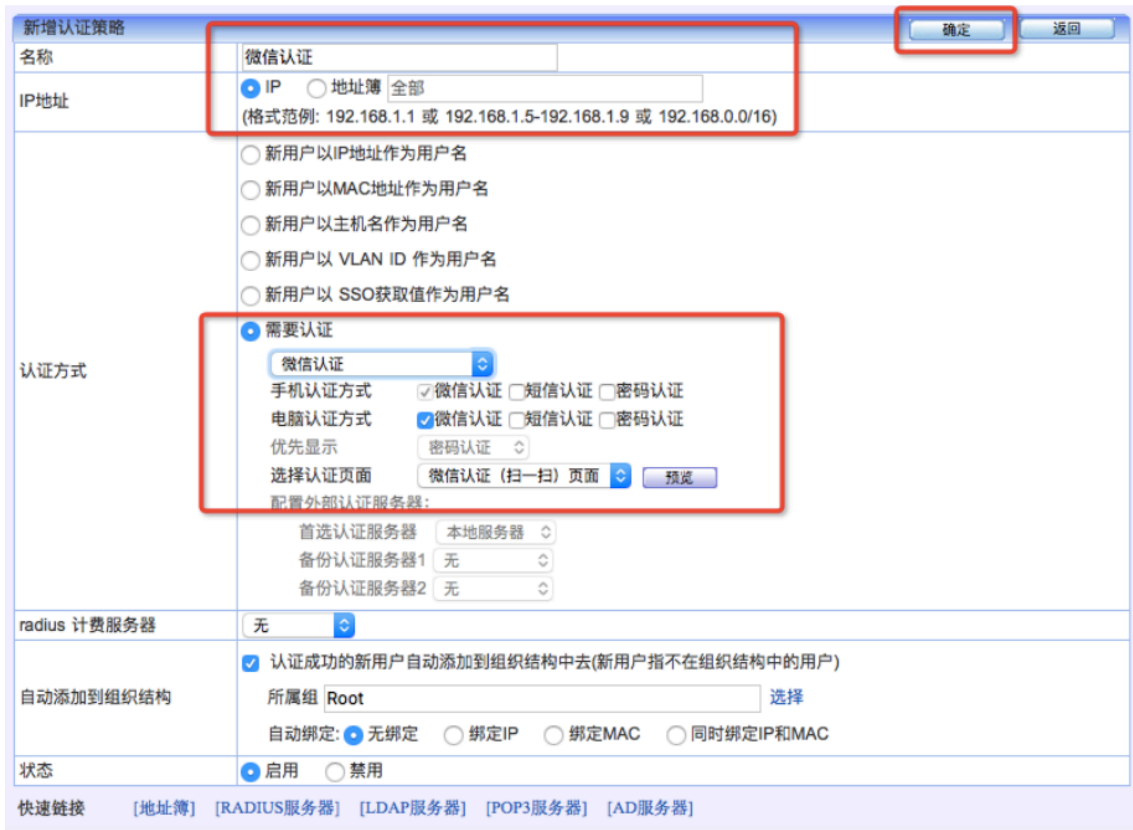 新增认证策略 确定 返回
名称 微信认证
IP地址 IP 地址簿 全部
(格式范例: 192.168.1.1 或 192.168.1.5-192.168.1.9 或 192.168.0.0/16)
新用户以IP地址作为用户名
新用户以MAC地址作为用户名
新用户以主机名作为用户名
新用户以 VLAN ID 作为用户名
新用户以 SSO获取值作为用户名
需要认证
认证方式 微信认证
手机认证方式 微信认证 短信认证 密码认证
电脑认证方式 微信认证 短信认证 密码认证
优先显示 密码认证
选择认证页面 微信认证（扫一扫）页面 预览
配置外部认证服务器:
首选认证服务器 本地服务器
备份认证服务器1 无
备份认证服务器2 无
radius 计费服务器 无
认证成功的新用户自动添加到组织结构中去(新用户指不在组织结构中的用户)
自动添加到组织结构 所属组 Root 选择
自动绑定: 无绑定 绑定IP 绑定MAC 同时绑定IP和MAC
状态 启用 禁用
快速链接 [地址簿] [RADIUS服务器] [LDAP服务器] [POP3服务器] [AD服务器]